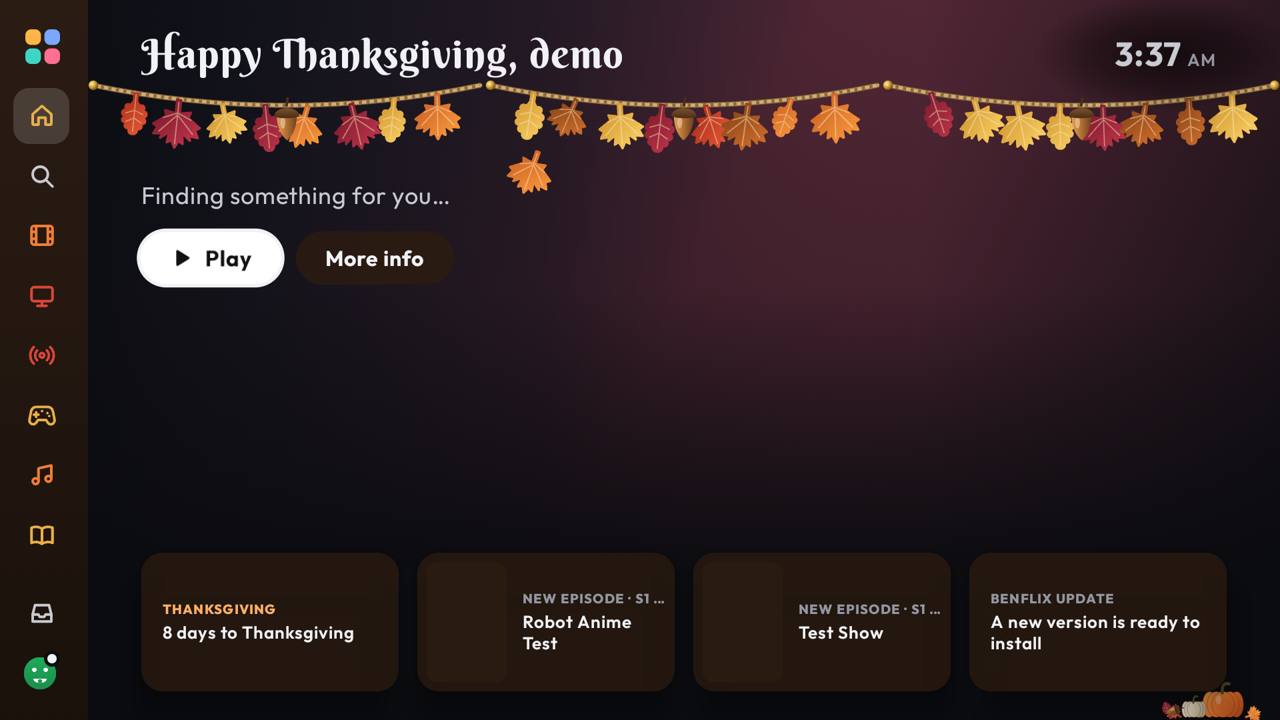 Happy Thanksgiving, demo
3:37 AM
Finding something for you...
Play
More info
THANKSGIVING
8 days to Thanksgiving
NEW EPISODE · S1 ...
Robot Anime
Test
NEW EPISODE · S1 ...
Test Show
BENFLIX UPDATE
A new version is ready to
install